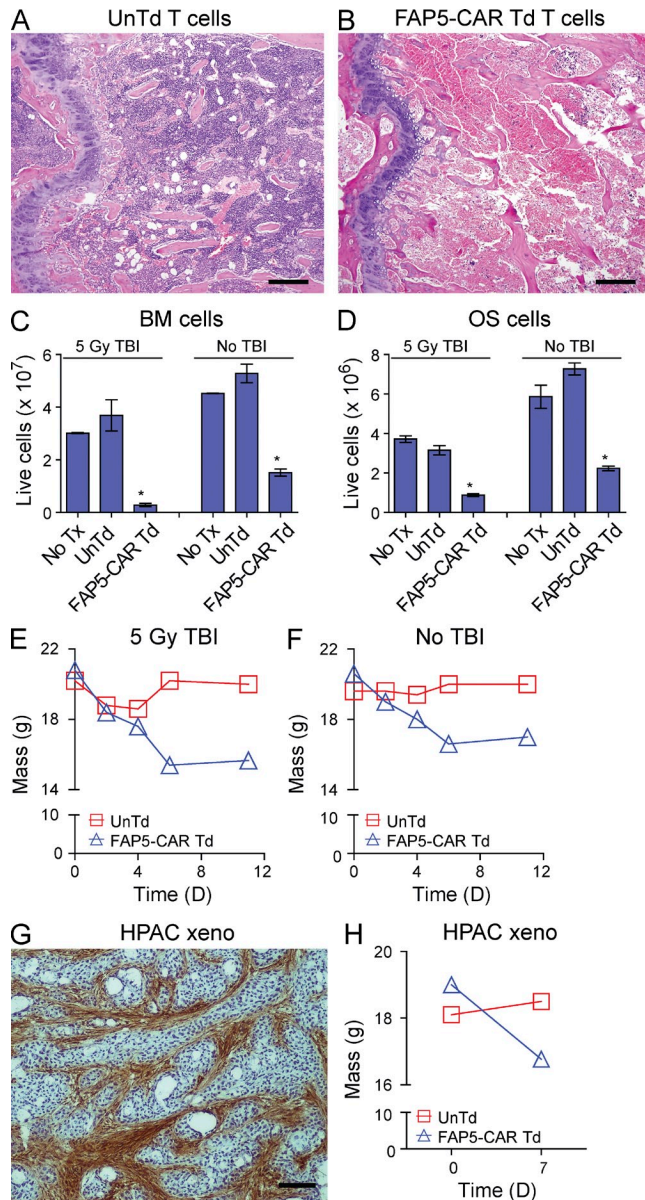 A UnTd T cells
B FAP5-CAR Td T cells
C BM cells
5 Gy TBI No TBI
Live cells (x 10⁷)
6
4
2
0
No Tx
UnTd
FAP5-CAR Td
No Tx
UnTd
FAP5-CAR Td
* *
D OS cells
5 Gy TBI No TBI
Live cells (x 10⁶)
8
6
4
2
0
No Tx
UnTd
FAP5-CAR Td
No Tx
UnTd
FAP5-CAR Td
* *
E 5 Gy TBI
Mass (g)
22
18
14
10
0
UnTd
FAP5-CAR Td
0 4 8 12
Time (D)
F No TBI
Mass (g)
22
18
14
10
0
UnTd
FAP5-CAR Td
0 4 8 12
Time (D)
G HPAC xeno
H HPAC xeno
Mass (g)
20
18
16
10
0
UnTd
FAP5-CAR Td
0 7
Time (D)